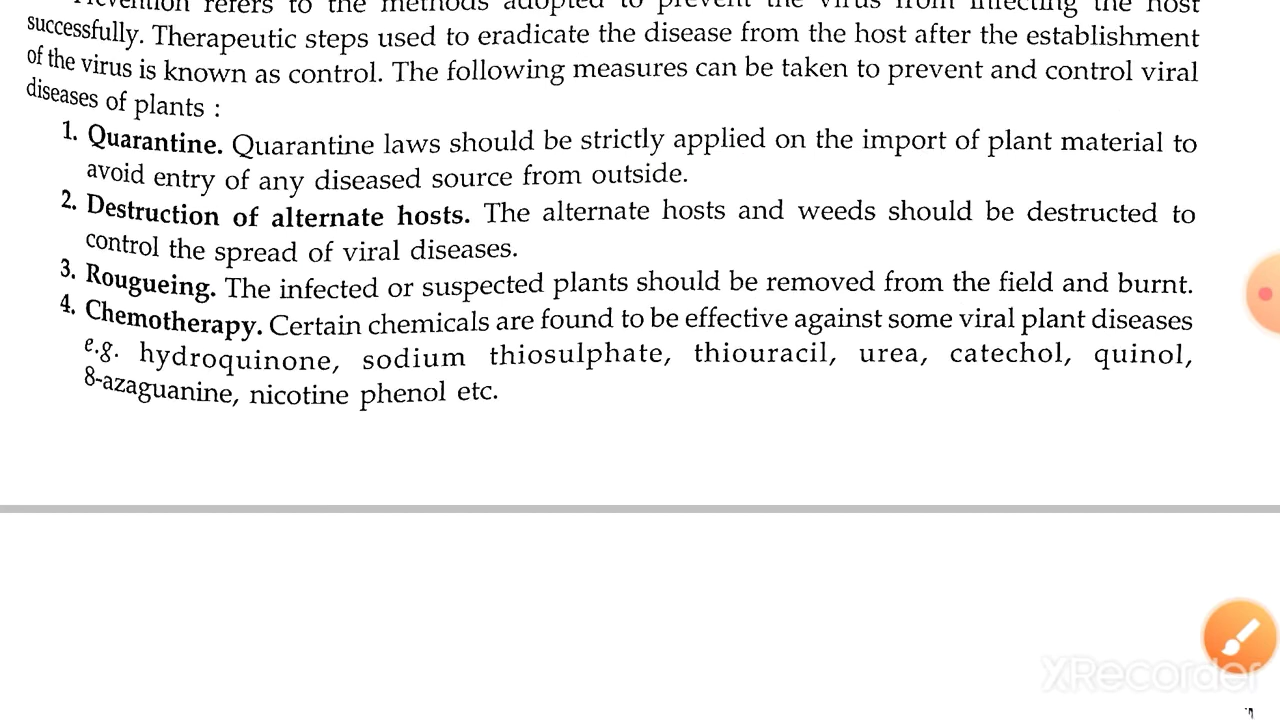 Prevention refers to the methods adopted to prevent the virus from infecting the host
successfully. Therapeutic steps used to eradicate the disease from the host after the establishment
of the virus is known as control. The following measures can be taken to prevent and control viral
diseases of plants :
1. Quarantine. Quarantine laws should be strictly applied on the import of plant material to
avoid entry of any diseased source from outside.
2. Destruction of alternate hosts. The alternate hosts and weeds should be destructed to
control the spread of viral diseases.
3. Rougueing. The infected or suspected plants should be removed from the field and burnt.
4. Chemotherapy. Certain chemicals are found to be effective against some viral plant diseases
e.g. hydroquinone, sodium thiosulphate, thiouracil, urea, catechol, quinol,
8-azaguanine, nicotine phenol etc.
XRecorder